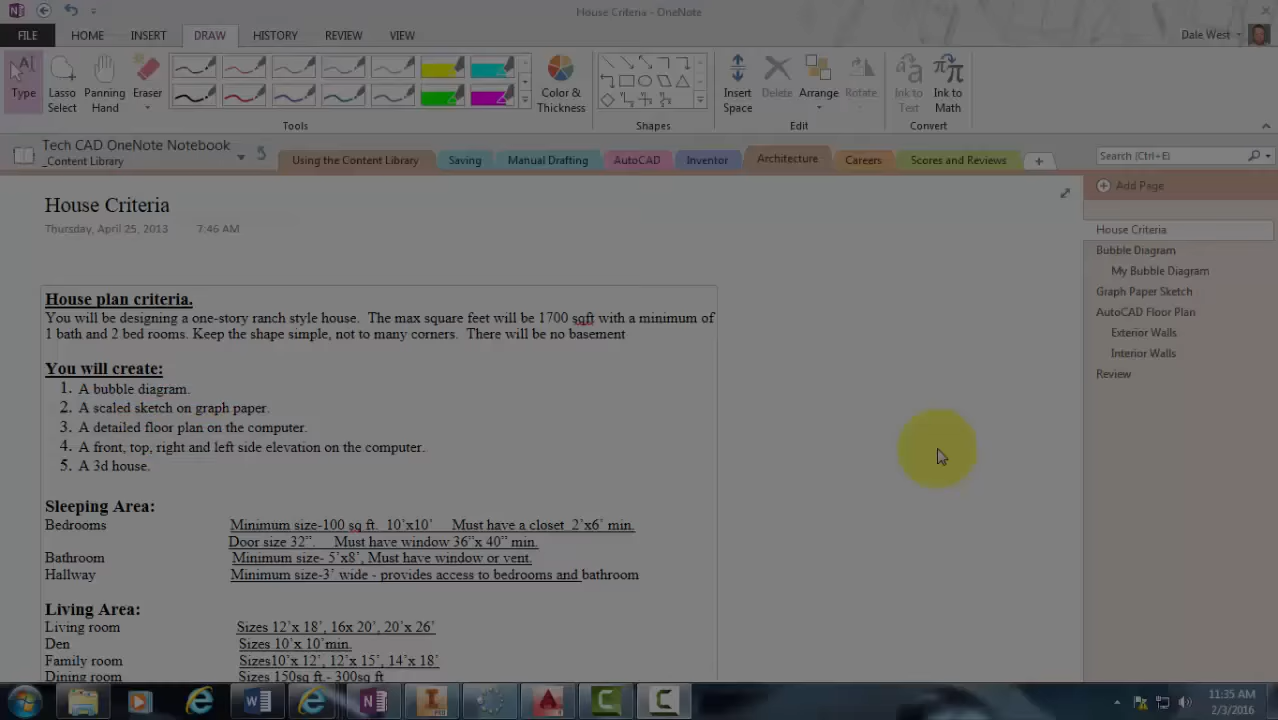 House Criteria - OneNote
FILE HOME INSERT DRAW HISTORY REVIEW VIEW Dale West
Type
Lasso Select
Panning Hand
Eraser
Color & Thickness
Insert Space
Delete
Arrange
Rotate
Ink to Text
Ink to Math
Tools Shapes Edit Convert
Tech CAD OneNote Notebook
_Content Library
Using the Content Library Saving Manual Drafting AutoCAD Inventor Architecture Careers Scores and Reviews
Search (Ctrl+E)
Add Page
House Criteria
Bubble Diagram
My Bubble Diagram
Graph Paper Sketch
AutoCAD Floor Plan
Exterior Walls
Interior Walls
Review
House Criteria
Thursday, April 25, 2013 7:46 AM
House plan criteria.
You will be designing a one-story ranch style house. The max square feet will be 1700 sqft with a minimum of
1 bath and 2 bed rooms. Keep the shape simple, not to many corners. There will be no basement
You will create:
1. A bubble diagram.
2. A scaled sketch on graph paper.
3. A detailed floor plan on the computer.
4. A front, top, right and left side elevation on the computer.
5. A 3d house.
Sleeping Area:
Bedrooms Minimum size-100 sq ft. 10’x10’ Must have a closet 2’x6’ min.
Door size 32”. Must have window 36”x 40” min.
Bathroom Minimum size- 5’x8’, Must have window or vent.
Hallway Minimum size-3’ wide - provides access to bedrooms and bathroom
Living Area:
Living room Sizes 12’x 18’, 16x 20’, 20’x 26’
Den Sizes 10’x 10’min.
Family room Sizes10’x 12’, 12’x 15’, 14’x 18’
Dining room Sizes 150sq ft.- 300sq ft
11:35 AM
2/3/2016